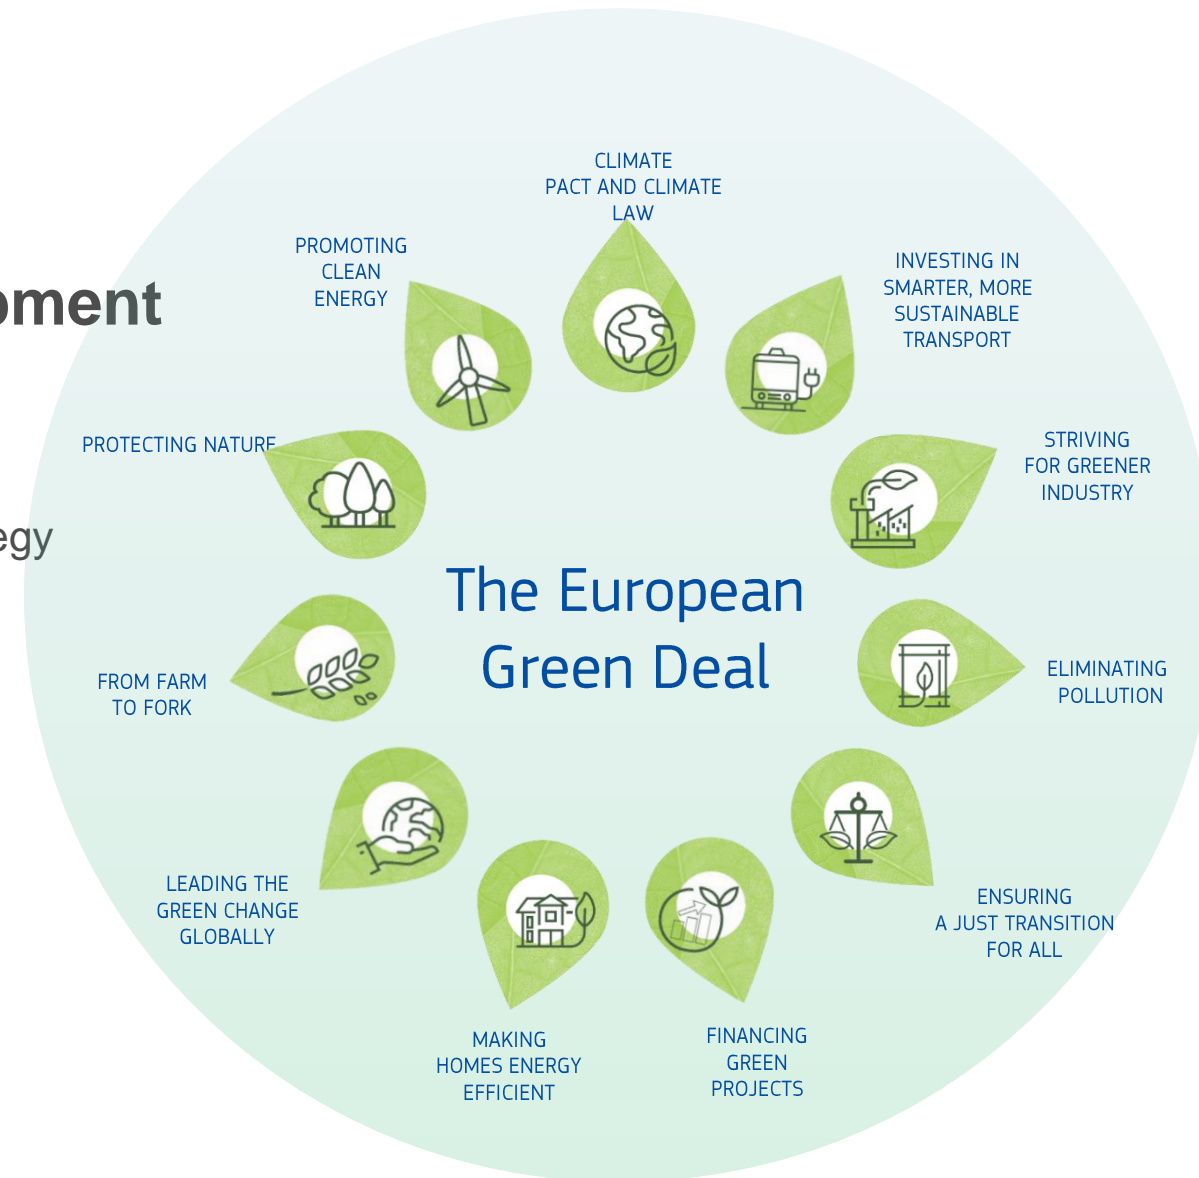 CLIMATE
PACT AND CLIMATE
LAW
PROMOTING
CLEAN
ENERGY
INVESTING IN
SMARTER, MORE
SUSTAINABLE
TRANSPORT
PROTECTING NATURE
STRIVING
FOR GREENER
INDUSTRY
The European
Green Deal
FROM FARM
TO FORK
ELIMINATING
POLLUTION
LEADING THE
GREEN CHANGE
GLOBALLY
ENSURING
A JUST TRANSITION
FOR ALL
MAKING
HOMES ENERGY
EFFICIENT
FINANCING
GREEN
PROJECTS